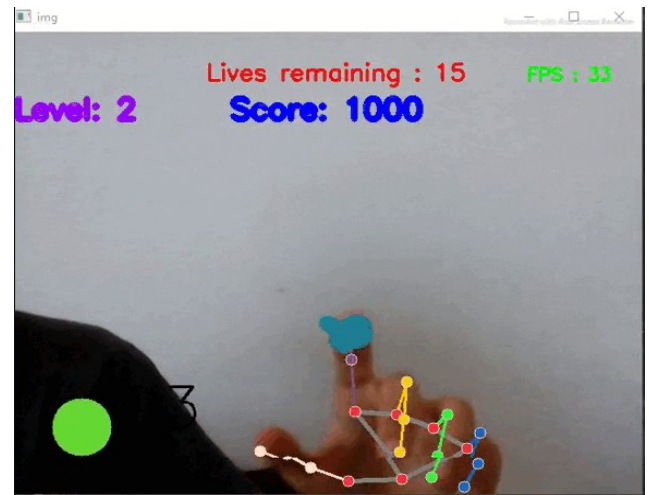 img
Lives remaining : 15
FPS : 33
Level: 2
Score: 1000
3